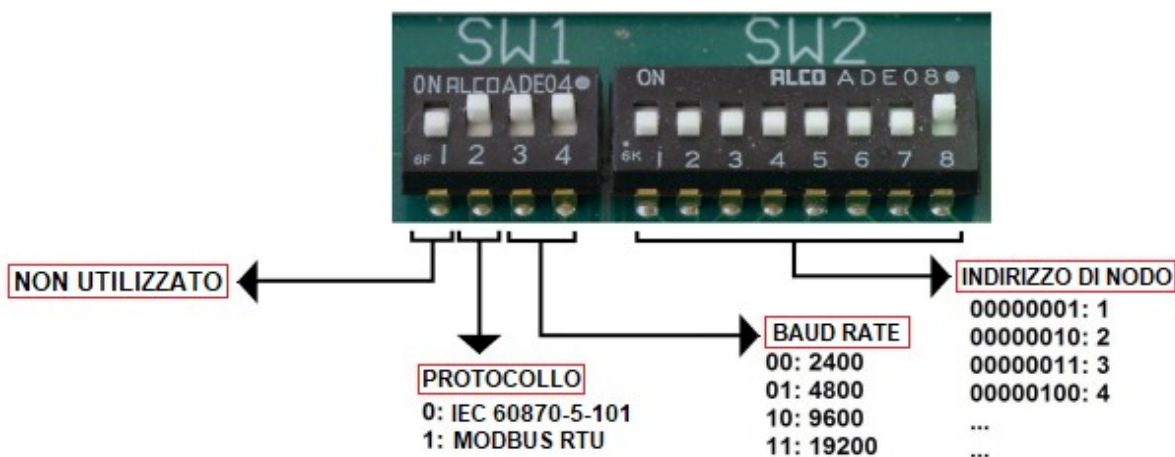 SW1 SW2
ON ALCO ADE04 ON ALCO ADE08
6F 1 2 3 4 6K 1 2 3 4 5 6 7 8
NON UTILIZZATO
PROTOCOLLO
0: IEC 60870-5-101
1: MODBUS RTU
BAUD RATE
00: 2400
01: 4800
10: 9600
11: 19200
INDIRIZZO DI NODO
00000001: 1
00000010: 2
00000011: 3
00000100: 4
...
...